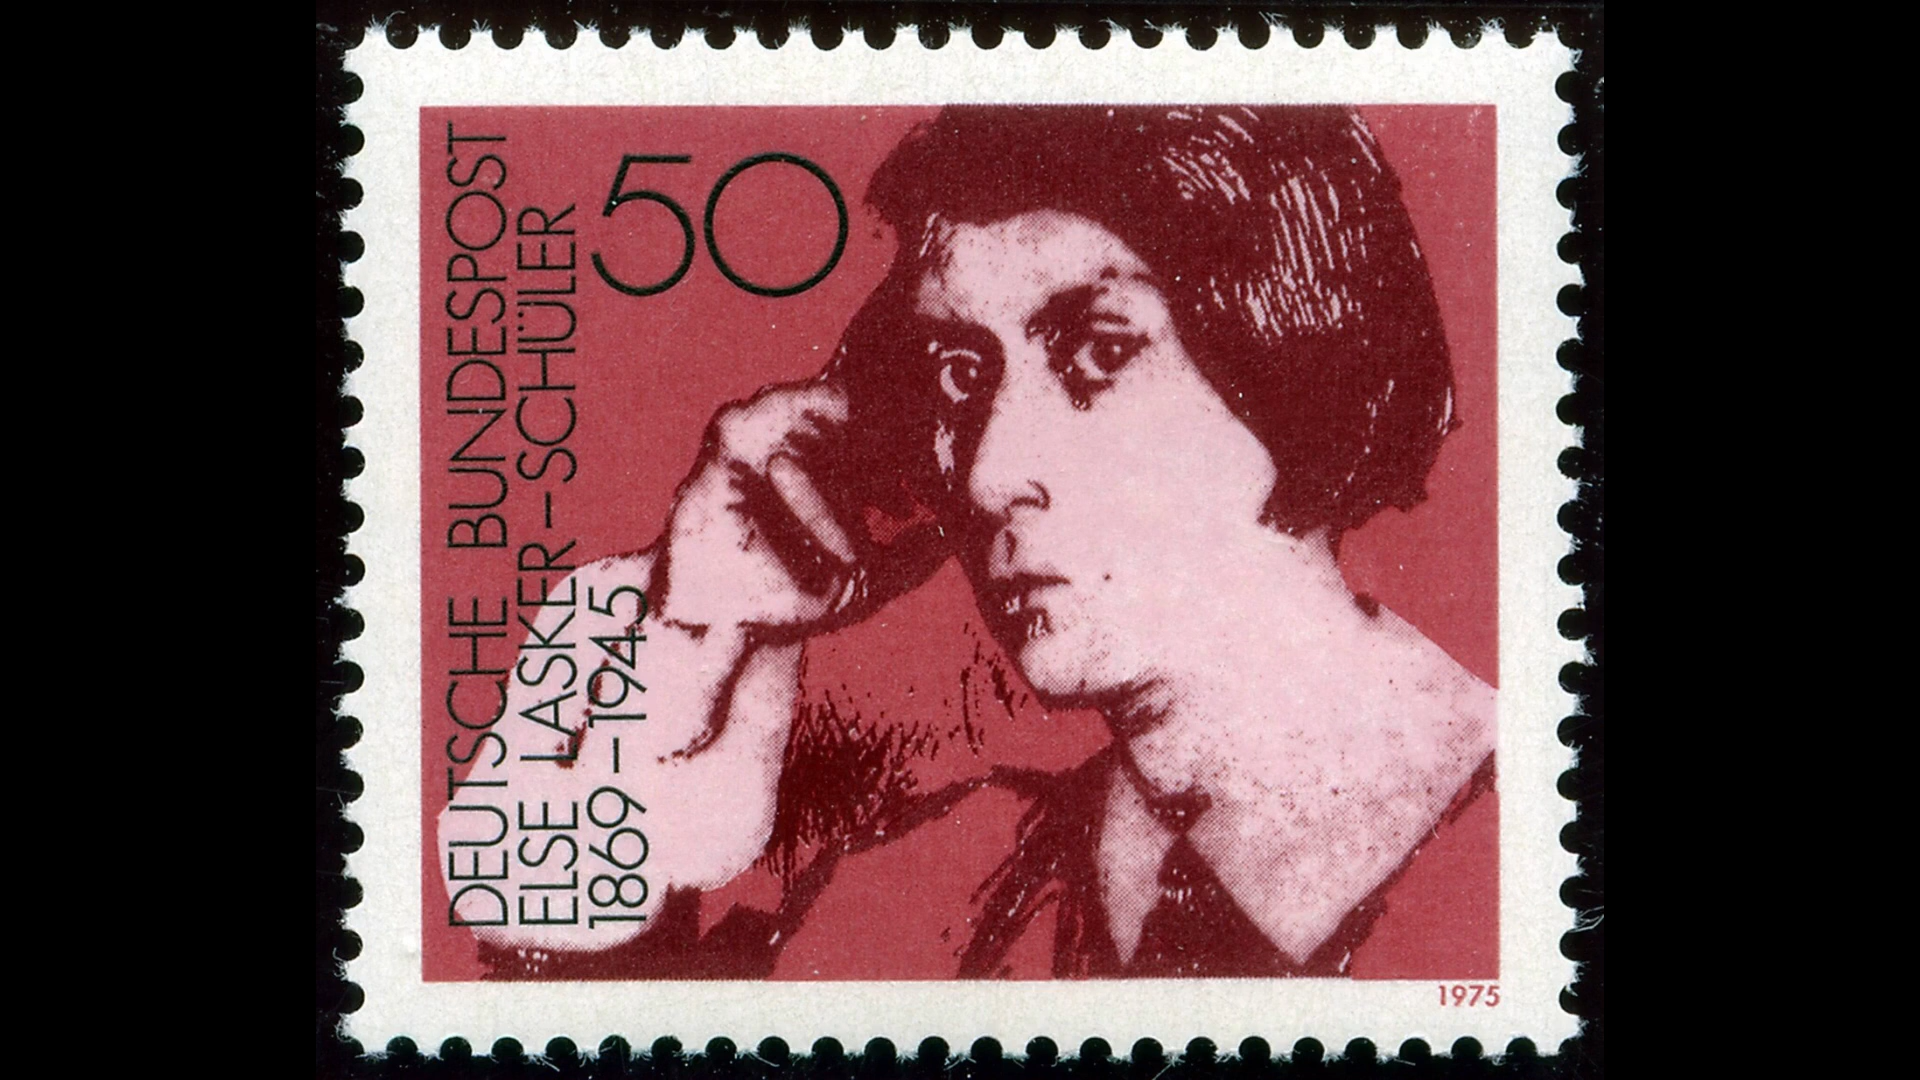 DEUTSCHE BUNDESPOST
ELSE LASKER-SCHÜLER
1869-1945
50
1975